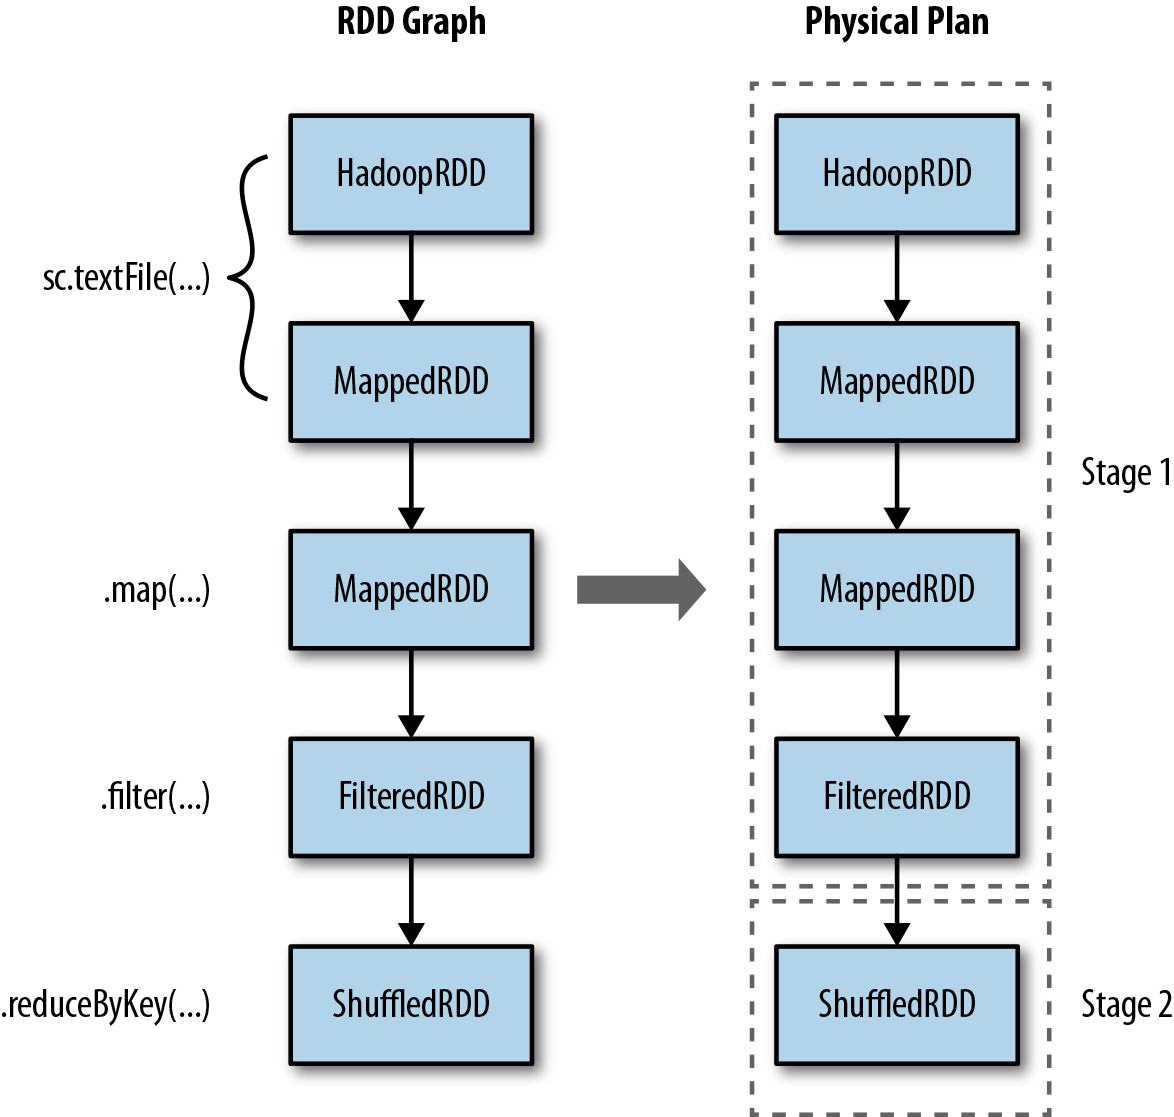 RDD Graph
Physical Plan
HadoopRDD
HadoopRDD
sc.textFile(...)
MappedRDD
MappedRDD
Stage 1
.map(...)
MappedRDD
MappedRDD
.filter(...)
FilteredRDD
FilteredRDD
.reduceByKey(...)
ShuffledRDD
ShuffledRDD
Stage 2